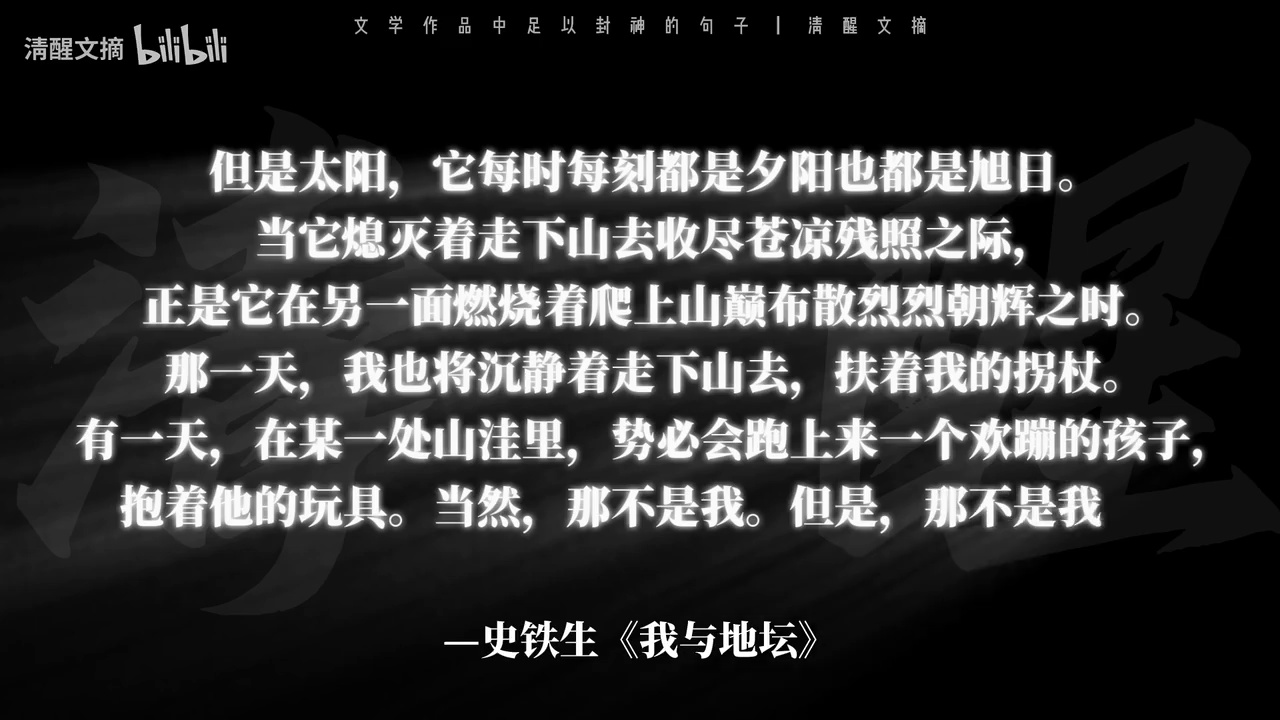 文学作品中足以封神的句子 | 清醒文摘
清醒文摘 bilibili
清醒
但是太阳，它每时每刻都是夕阳也都是旭日。
当它熄灭着走下山去收尽苍凉残照之际，
正是它在另一面燃烧着爬上山巅布散烈烈朝辉之时。
那一天，我也将沉静着走下山去，扶着我的拐杖。
有一天，在某一处山洼里，势必会跑上来一个欢蹦的孩子，
抱着他的玩具。当然，那不是我。但是，那不是我
—史铁生《我与地坛》